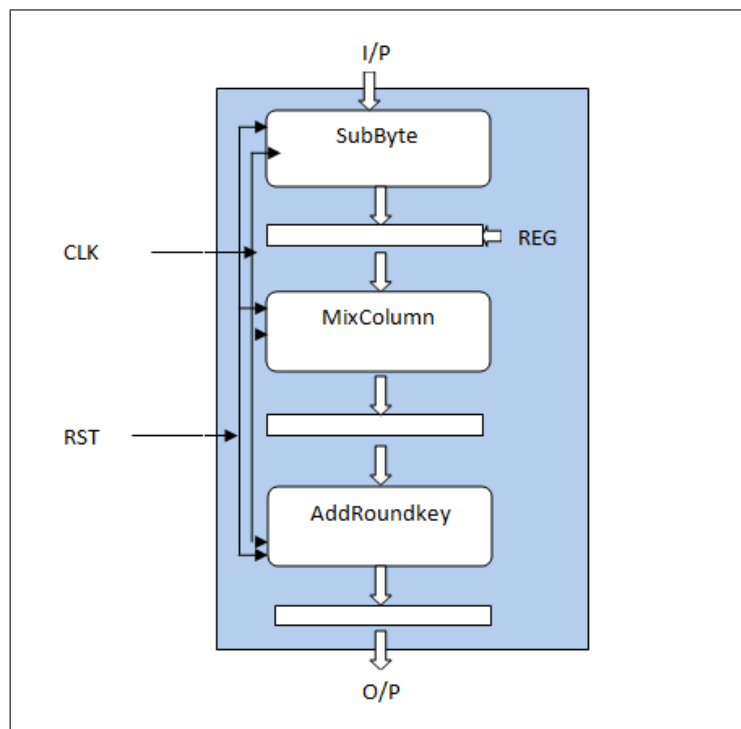 I/P
SubByte
REG
CLK
MixColumn
RST
AddRoundkey
O/P